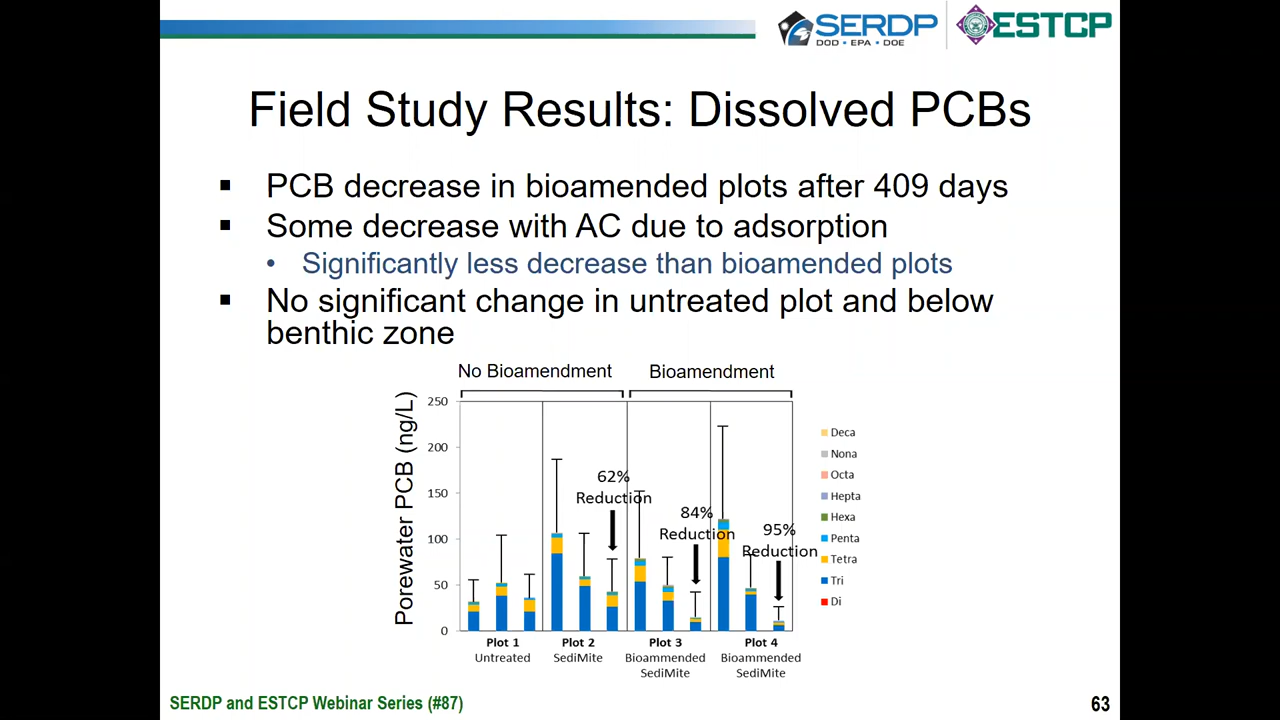 SERDP
DOD • EPA • DOE
ESTCP
Field Study Results: Dissolved PCBs
▪ PCB decrease in bioamended plots after 409 days
▪ Some decrease with AC due to adsorption
• Significantly less decrease than bioamended plots
▪ No significant change in untreated plot and below
benthic zone
No Bioamendment
Bioamendment
Porewater PCB (ng/L)
250
200
150
100
50
0
62%
Reduction
84%
Reduction
95%
Reduction
Plot 1
Untreated
Plot 2
SediMite
Plot 3
Bioammended
SediMite
Plot 4
Bioammended
SediMite
Deca
Nona
Octa
Hepta
Hexa
Penta
Tetra
Tri
Di
SERDP and ESTCP Webinar Series (#87)
63